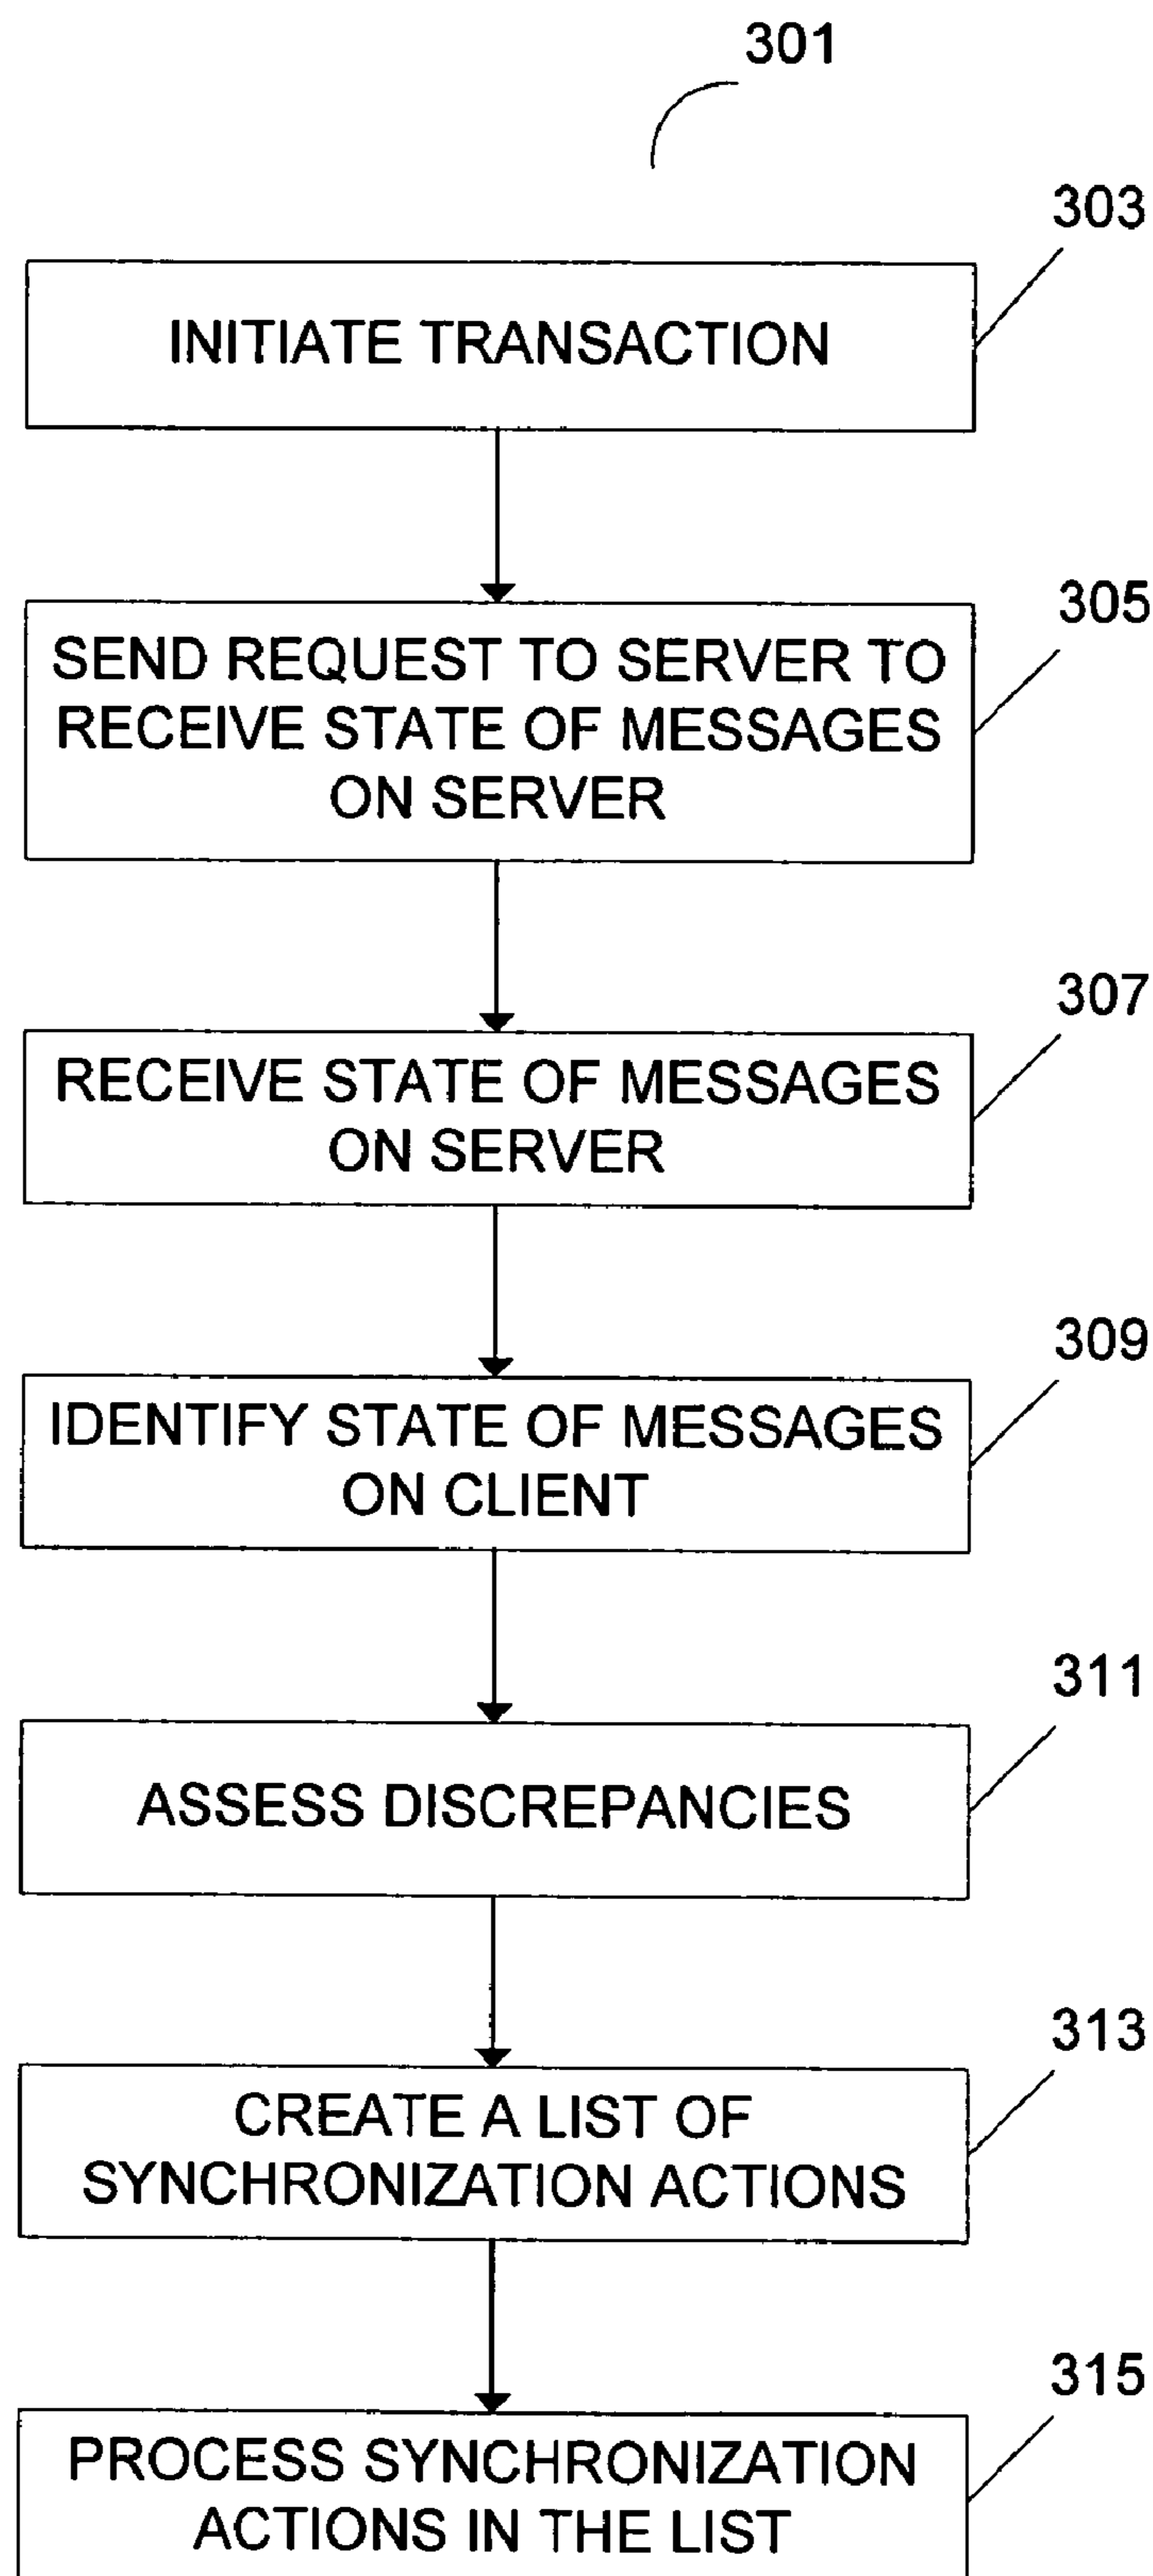 301
303
INITIATE TRANSACTION
305
SEND REQUEST TO SERVER TO
RECEIVE STATE OF MESSAGES
ON SERVER
307
RECEIVE STATE OF MESSAGES
ON SERVER
309
IDENTIFY STATE OF MESSAGES
ON CLIENT
311
ASSESS DISCREPANCIES
313
CREATE A LIST OF
SYNCHRONIZATION ACTIONS
315
PROCESS SYNCHRONIZATION
ACTIONS IN THE LIST